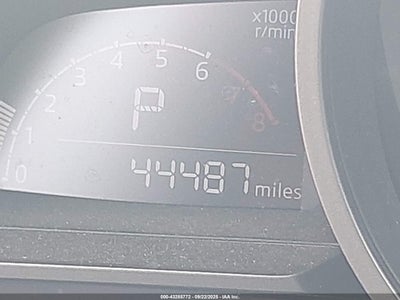 x1000
r/min
0 1 2 3 4 5 6 7 8
P
44487 miles
000-43288772 - 09/23/2025 - IAA Inc.